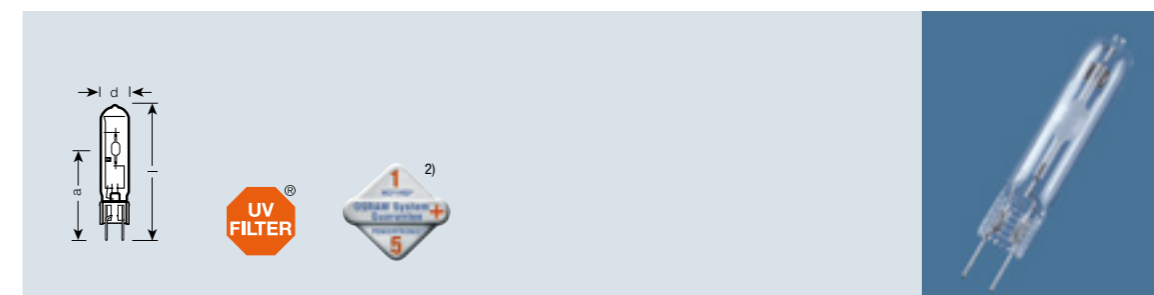 d
a
l
UV
FILTER
®
1
OSRAM System+
Guarantee
5
2)